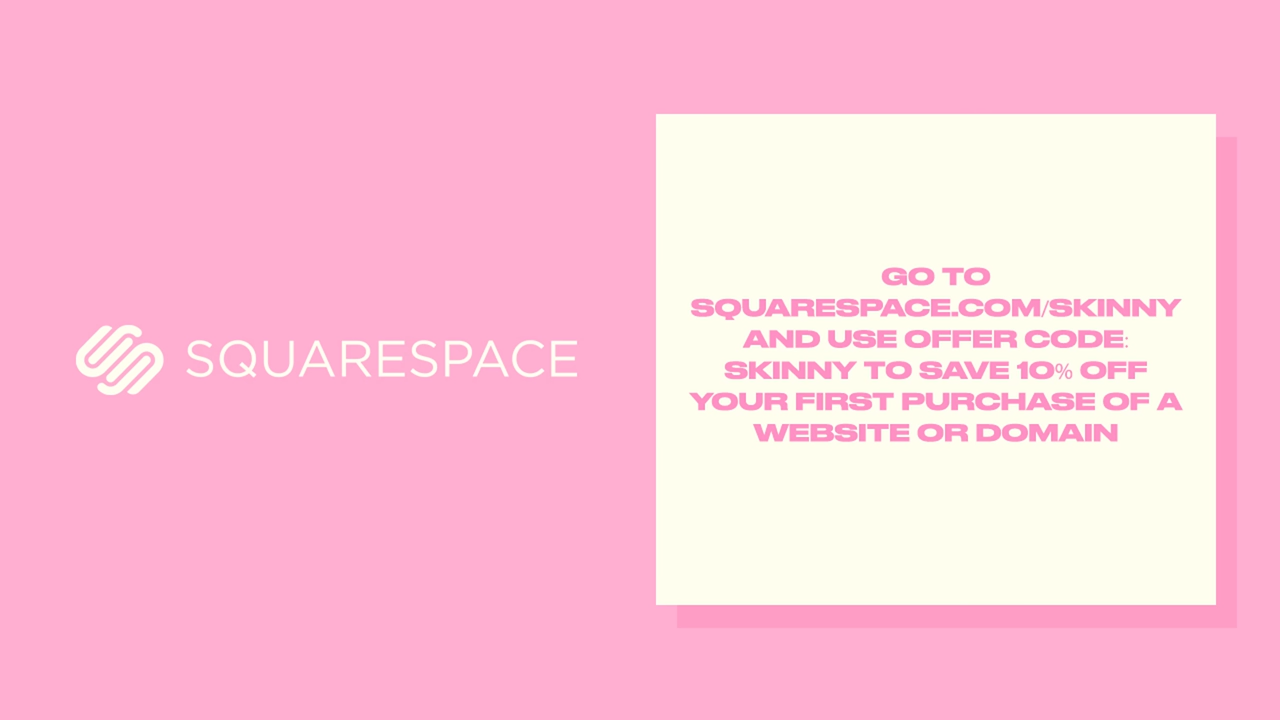 SQUARESPACE
GO TO
SQUARESPACE.COM/SKINNY
AND USE OFFER CODE:
SKINNY TO SAVE 10% OFF
YOUR FIRST PURCHASE OF A
WEBSITE OR DOMAIN